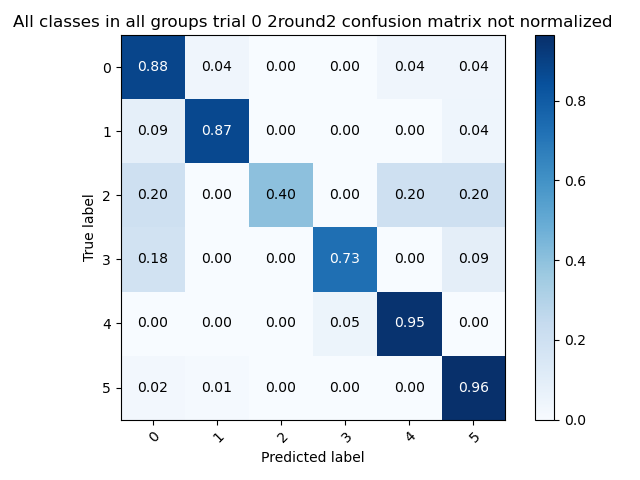 All classes in all groups trial 0 2round2 confusion matrix not normalized
0 0.88 0.04 0.00 0.00 0.04 0.04
1 0.09 0.87 0.00 0.00 0.00 0.04
2 0.20 0.00 0.40 0.00 0.20 0.20
3 0.18 0.00 0.00 0.73 0.00 0.09
4 0.00 0.00 0.00 0.05 0.95 0.00
5 0.02 0.01 0.00 0.00 0.00 0.96
0 1 2 3 4 5
True label
Predicted label
0.8
0.6
0.4
0.2
0.0